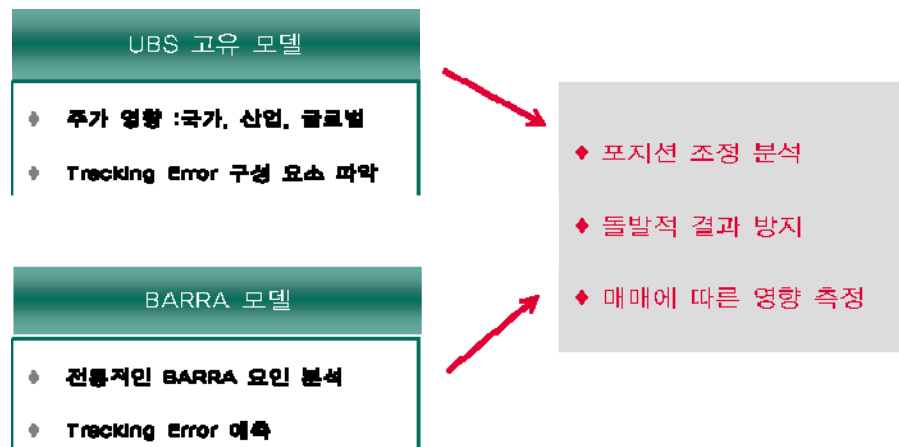 UBS 고유 모델
주가 영향 :국가, 산업, 글로벌
Tracking Error 구성 요소 파악
BARRA 모델
전통적인 BARRA 요인 분석
Tracking Error 예측
포지션 조정 분석
돌발적 결과 방지
매매에 따른 영향 측정